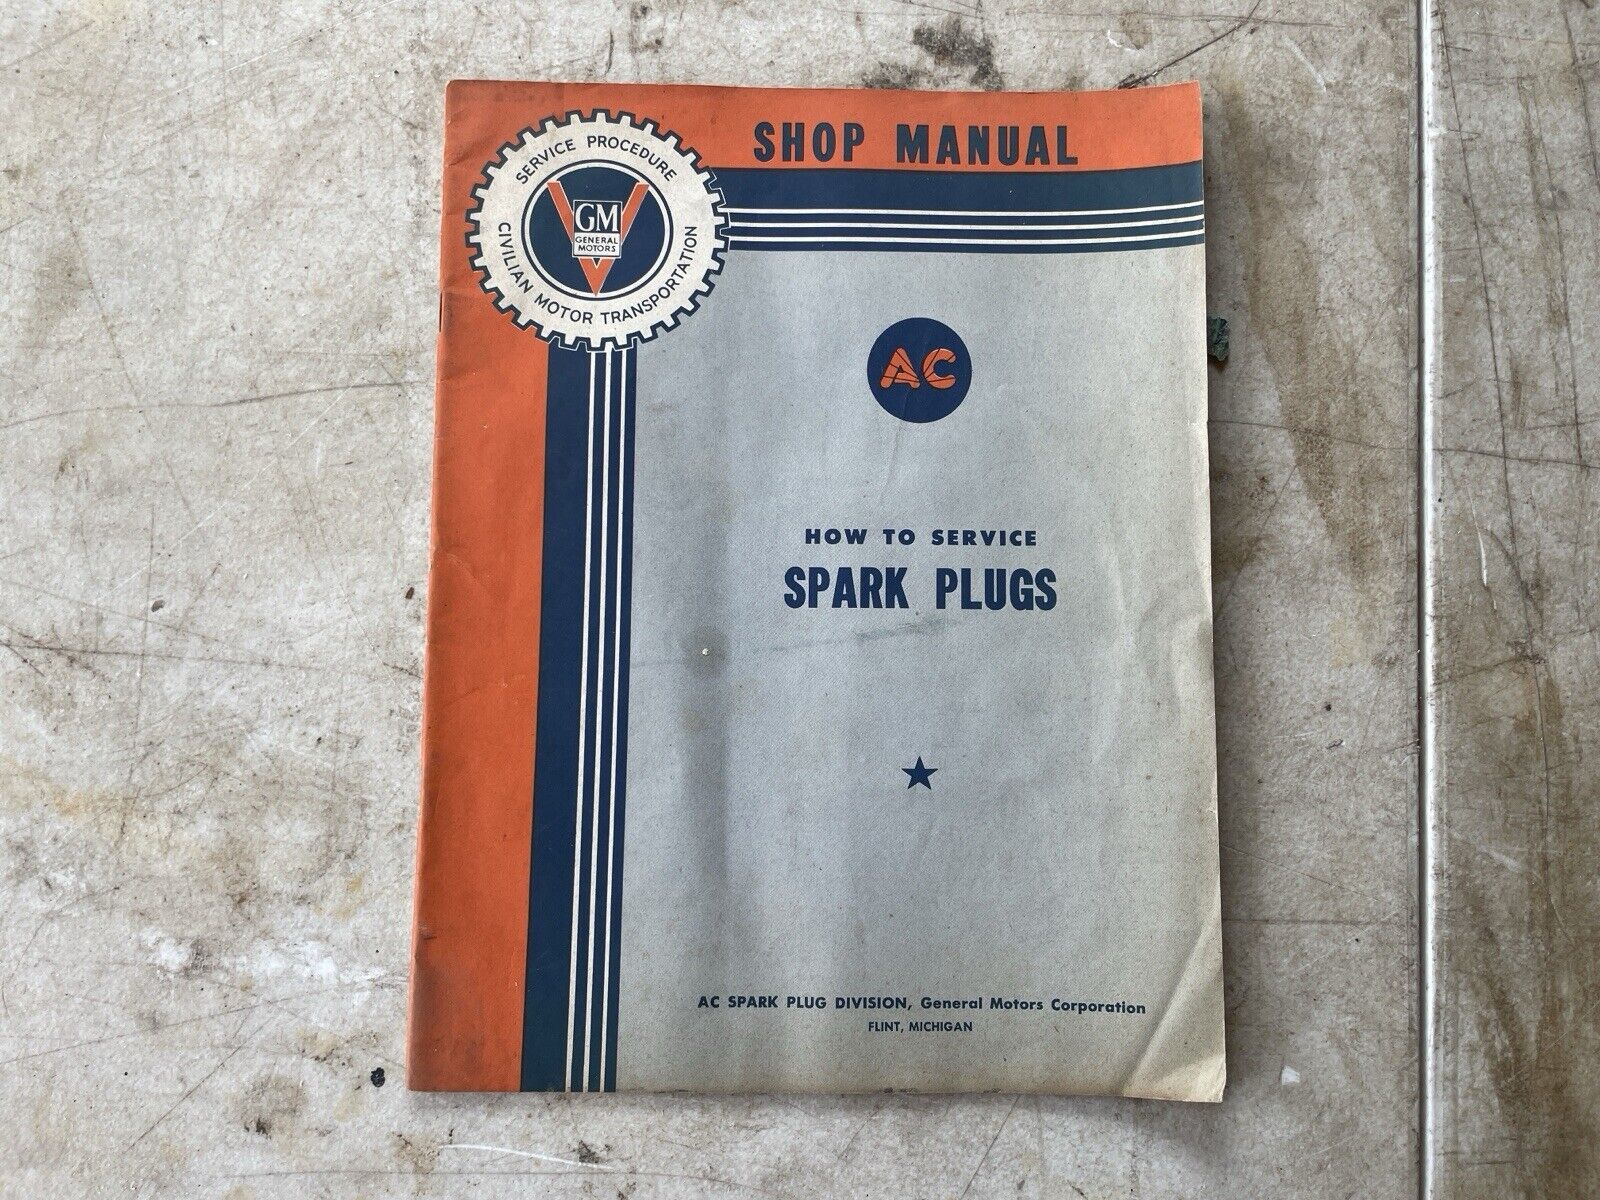 SHOP MANUAL
SERVICE PROCEDURE
V
GM
GENERAL
MOTORS
CIVILIAN MOTOR TRANSPORTATION
AC
HOW TO SERVICE
SPARK PLUGS
AC SPARK PLUG DIVISION, General Motors Corporation
FLINT, MICHIGAN